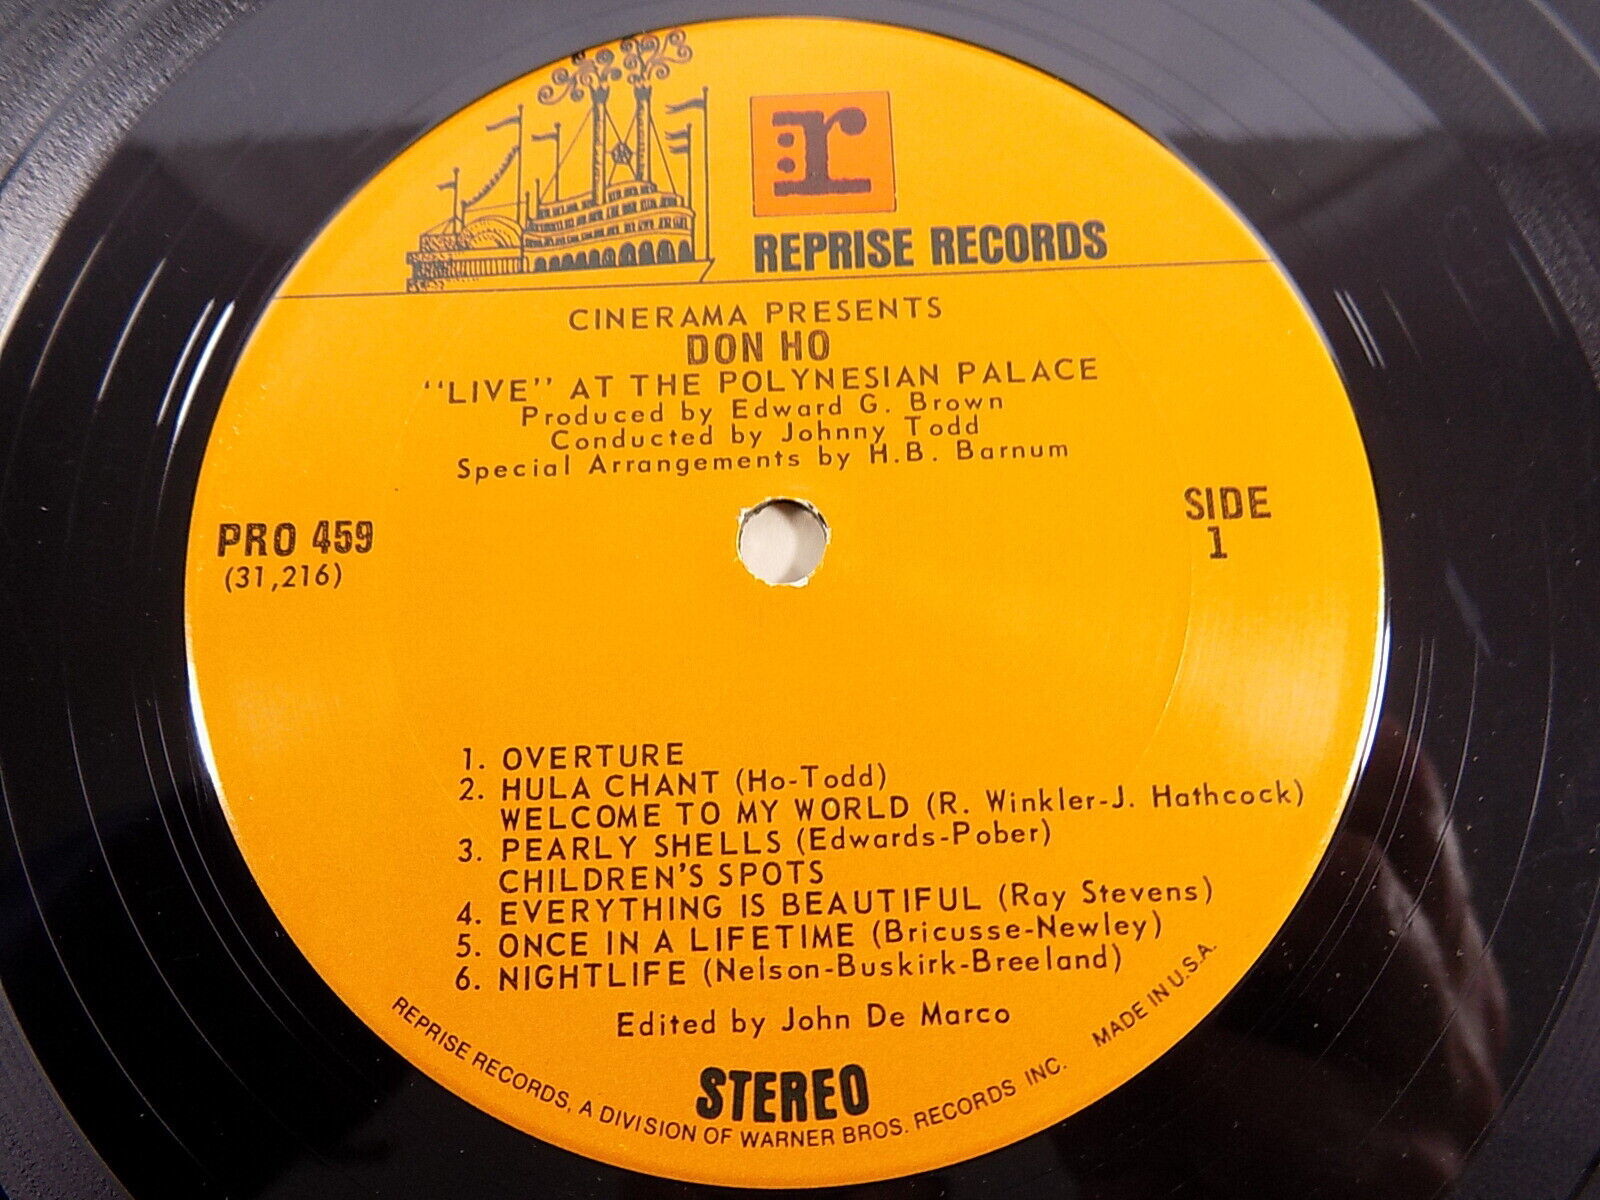 r
REPRISE RECORDS
CINERAMA PRESENTS
DON HO
"LIVE" AT THE POLYNESIAN PALACE
Produced by Edward G. Brown
Conducted by Johnny Todd
Special Arrangements by H.B. Barnum
PRO 459
(31,216)
SIDE
1
1. OVERTURE
2. HULA CHANT (Ho-Todd)
WELCOME TO MY WORLD (R. Winkler-J. Hathcock)
3. PEARLY SHELLS (Edwards-Pober)
CHILDREN'S SPOTS
4. EVERYTHING IS BEAUTIFUL (Ray Stevens)
5. ONCE IN A LIFETIME (Bricusse-Newley)
6. NIGHTLIFE (Nelson-Buskirk-Breeland)
Edited by John De Marco
STEREO
REPRISE RECORDS, A DIVISION OF WARNER BROS. RECORDS INC. MADE IN U.S.A.